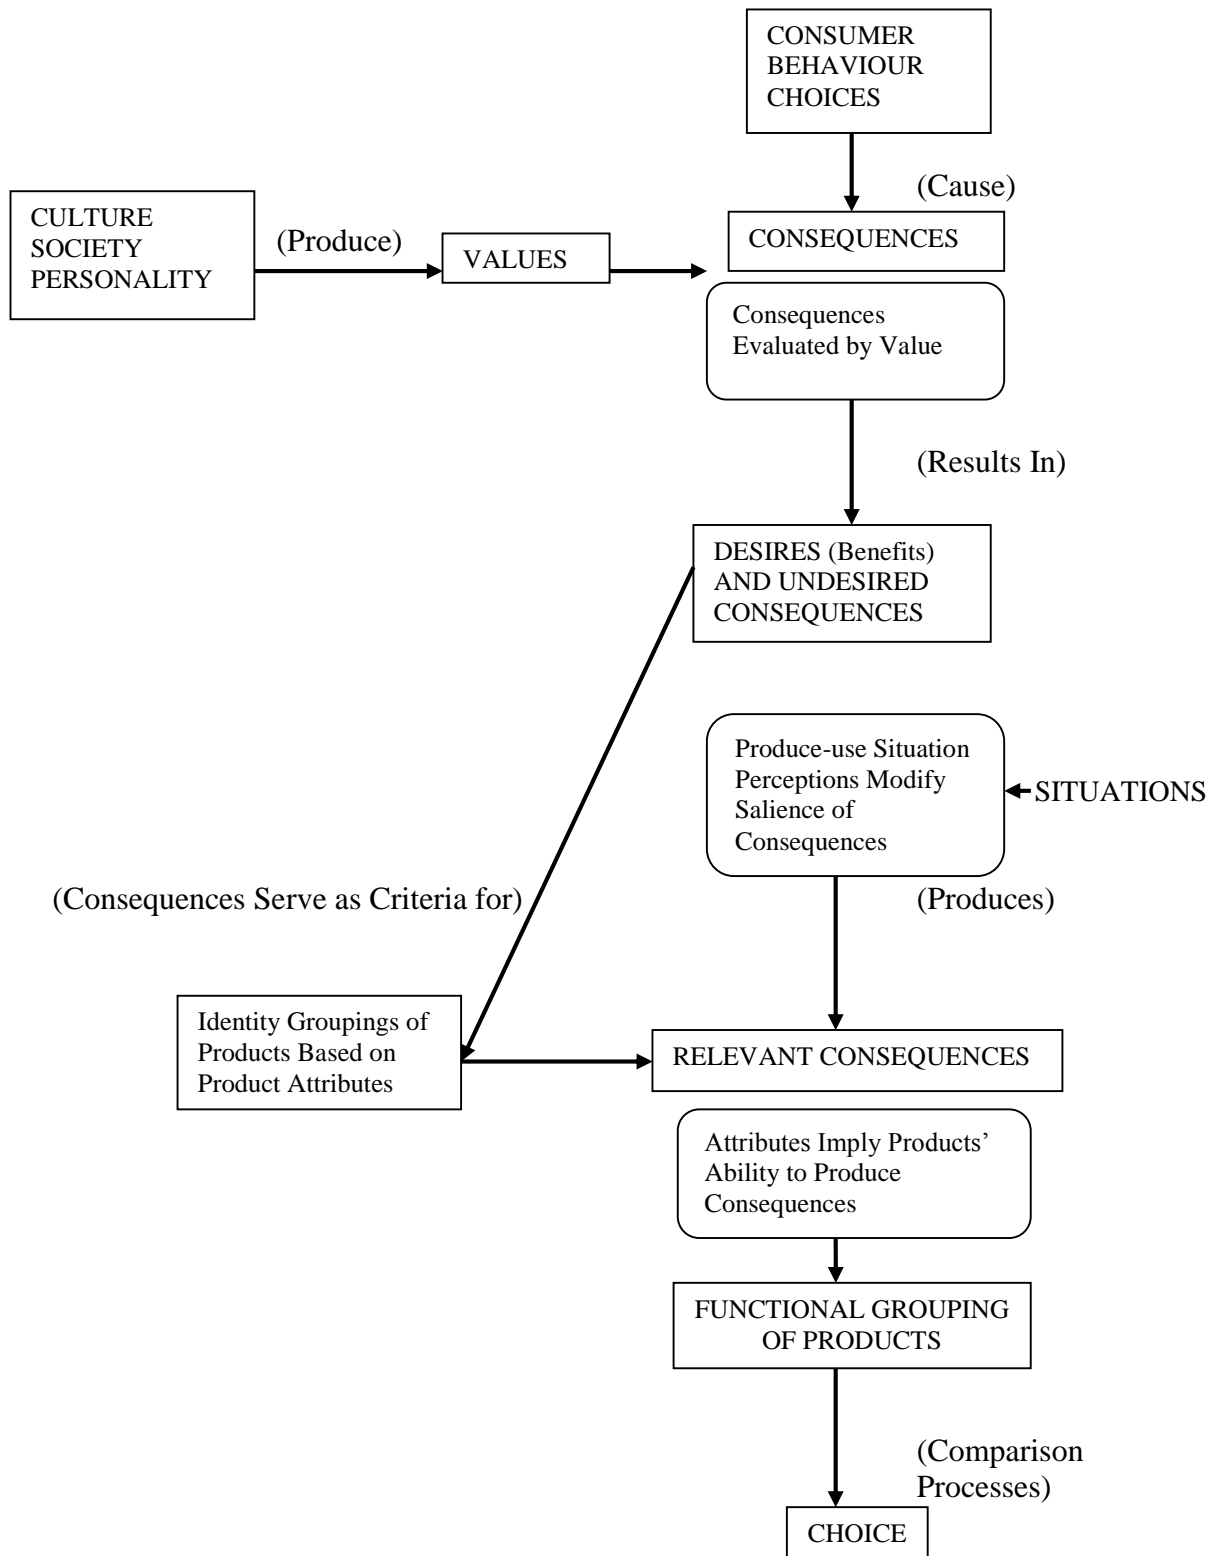 CONSUMER
BEHAVIOUR
CHOICES
(Cause)
CULTURE
SOCIETY
PERSONALITY
(Produce)
VALUES
CONSEQUENCES
Consequences
Evaluated by Value
(Results In)
DESIRES (Benefits)
AND UNDESIRED
CONSEQUENCES
Produce-use Situation
Perceptions Modify
Salience of
Consequences
SITUATIONS
(Consequences Serve as Criteria for)
(Produces)
Identity Groupings of
Products Based on
Product Attributes
RELEVANT CONSEQUENCES
Attributes Imply Products’
Ability to Produce
Consequences
FUNCTIONAL GROUPING
OF PRODUCTS
(Comparison
Processes)
CHOICE